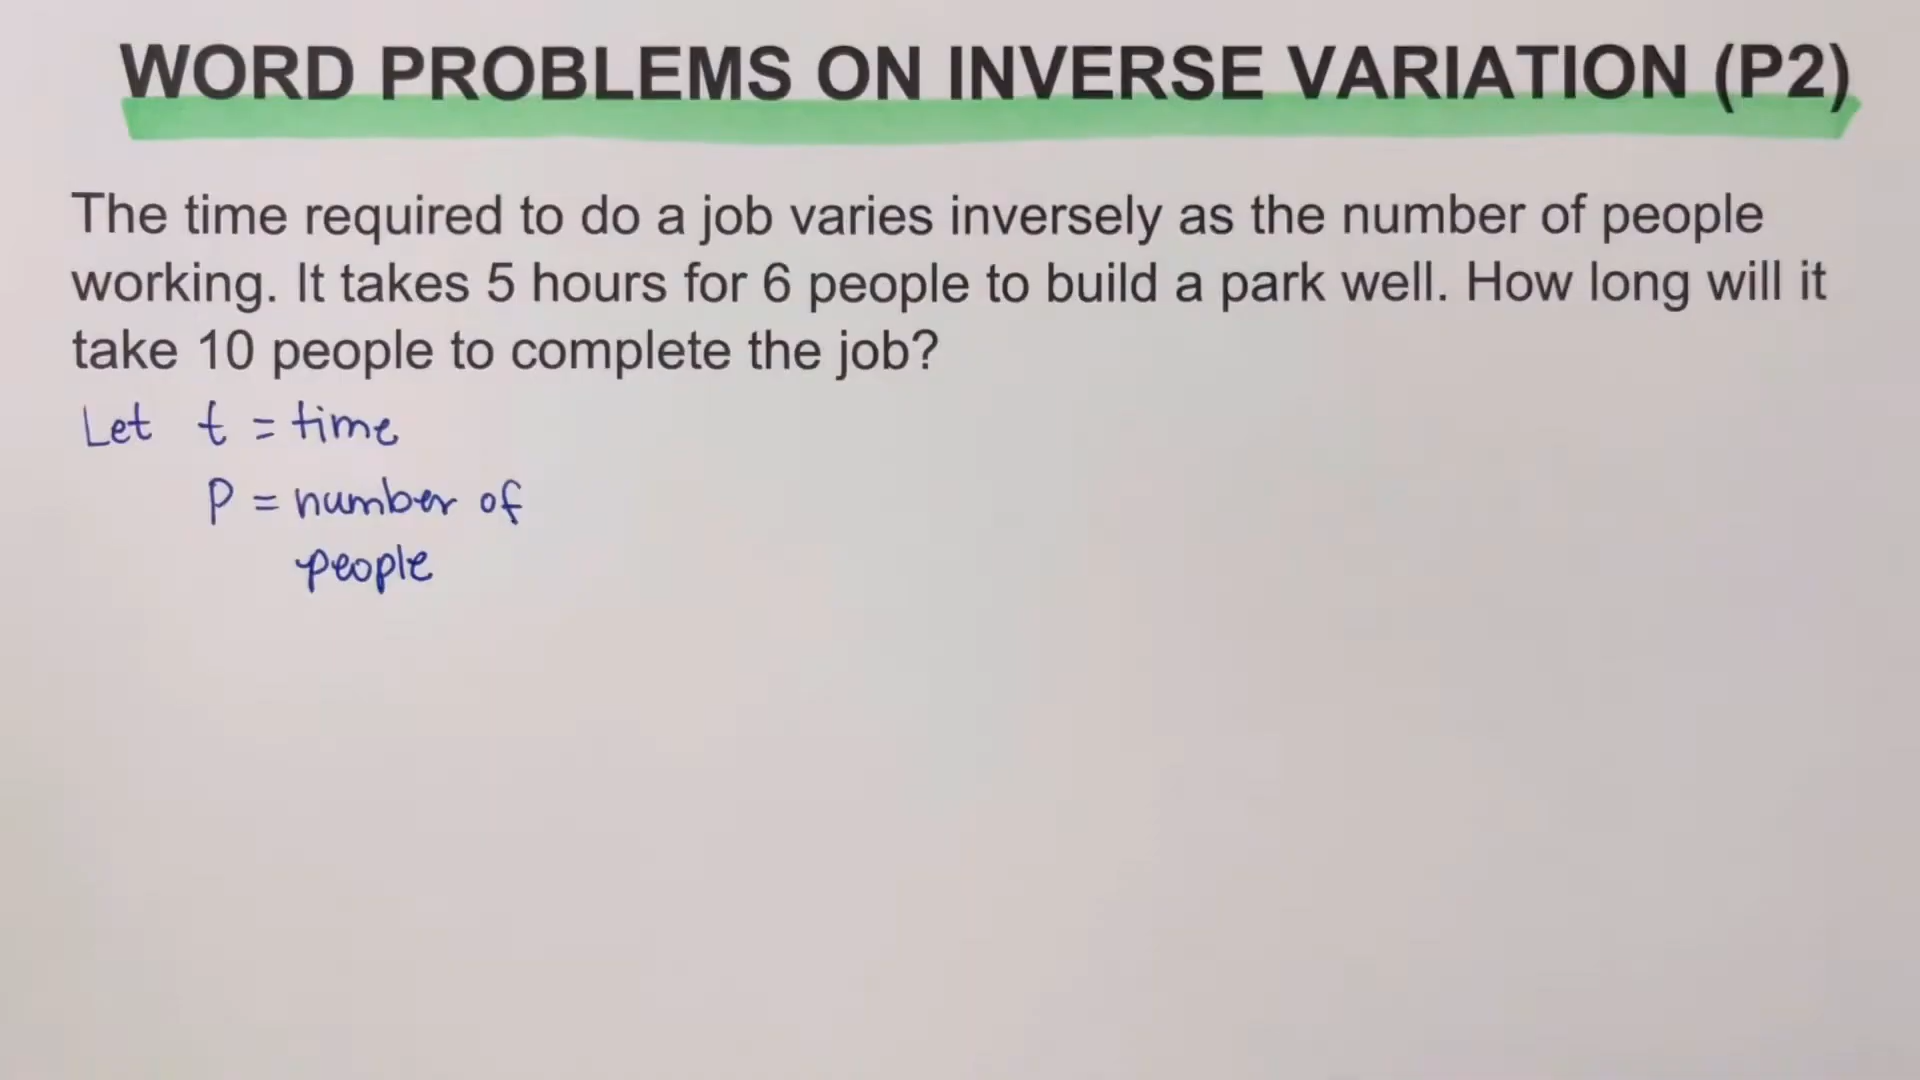 WORD PROBLEMS ON INVERSE VARIATION (P2)
The time required to do a job varies inversely as the number of people
working. It takes 5 hours for 6 people to build a park well. How long will it
take 10 people to complete the job?
Let t = time
P = number of
people